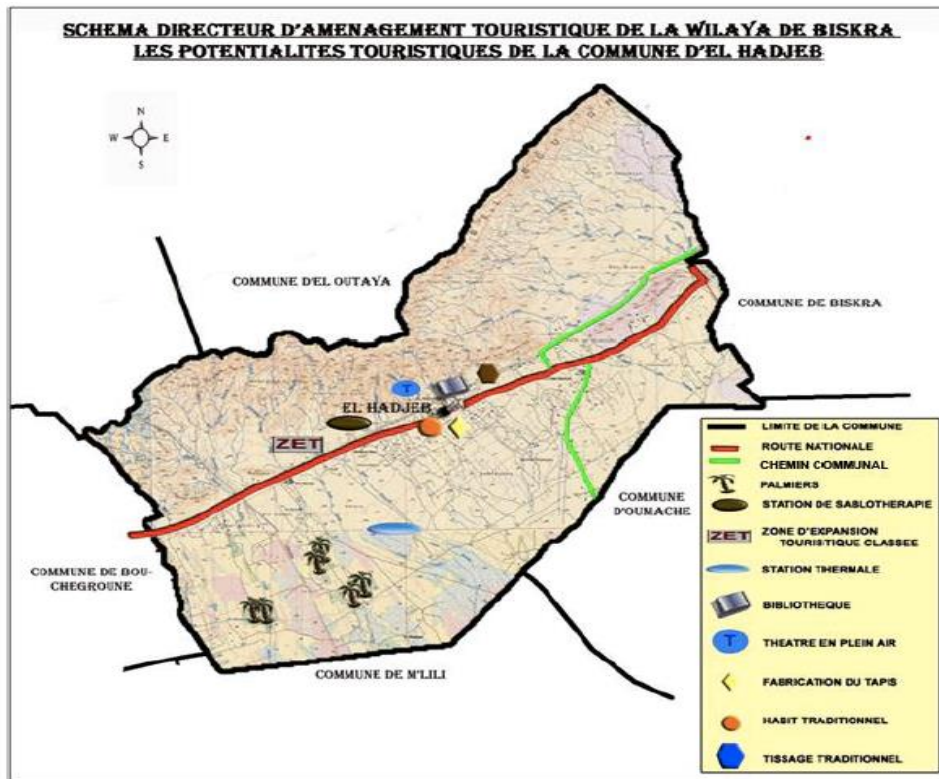 SCHEMA DIRECTEUR D'AMENAGEMENT TOURISTIQUE DE LA WILAYA DE BISKRA
LES POTENTIALITES TOURISTIQUES DE LA COMMUNE D'EL HADJEB
N
W E
S
COMMUNE D'EL OUTAYA
COMMUNE DE BISKRA
T
EL HADJEB
ZET
COMMUNE
D'OUMACHE
COMMUNE DE BOU-
CHEGROUNE
COMMUNE DE M'LILI
LIMITE DE LA COMMUNE
ROUTE NATIONALE
CHEMIN COMMUNAL
PALMIERS
STATION DE SABLOTHERAPIE
ZET
ZONE D'EXPANSION
TOURISTIQUE CLASSEE
STATION THERMALE
BIBLIOTHEQUE
T
THEATRE EN PLEIN AIR
FABRICATION DU TAPIS
HABIT TRADITIONNEL
TISSAGE TRADITIONNEL